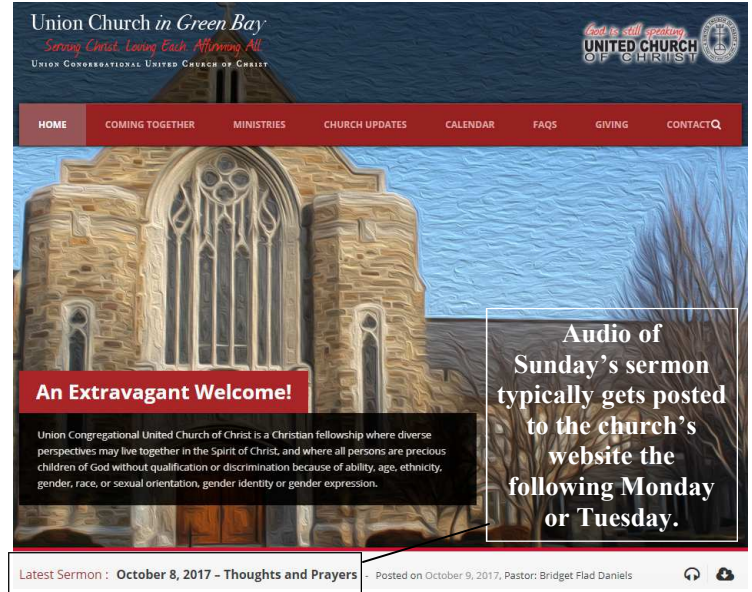 Union Church in Green Bay
Serving Christ. Loving Each. Affirming All.
Union Congregational United Church of Christ
God is still speaking,
UNITED CHURCH
OF CHRIST
HOME COMING TOGETHER MINISTRIES CHURCH UPDATES CALENDAR FAQS GIVING CONTACT
An Extravagant Welcome!
Union Congregational United Church of Christ is a Christian fellowship where diverse
perspectives may live together in the Spirit of Christ, and where all persons are precious
children of God without qualification or discrimination because of ability, age, ethnicity,
gender, race, or sexual orientation, gender identity or gender expression.
Audio of
Sunday's sermon
typically gets posted
to the church's
website the
following Monday
or Tuesday.
Latest Sermon : October 8, 2017 – Thoughts and Prayers - Posted on October 9, 2017, Pastor: Bridget Flad Daniels